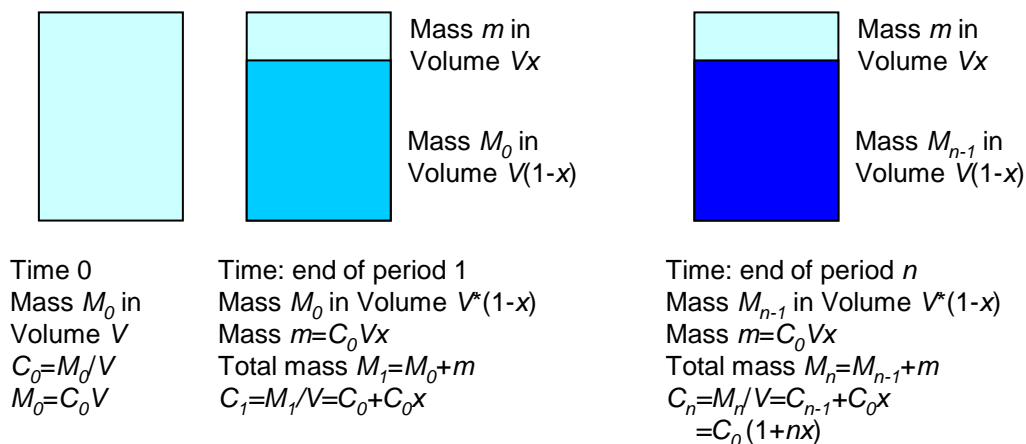 Mass m in
Volume Vx
Mass M0 in
Volume V(1-x)
Mass m in
Volume Vx
Mass Mn-1 in
Volume V(1-x)
Time 0
Mass M0 in
Volume V
C0=M0/V
M0=C0V
Time: end of period 1
Mass M0 in Volume V*(1-x)
Mass m=C0Vx
Total mass M1=M0+m
C1=M1/V=C0+C0x
Time: end of period n
Mass Mn-1 in Volume V*(1-x)
Mass m=C0Vx
Total mass Mn=Mn-1+m
Cn=Mn/V=Cn-1+C0x
=C0(1+nx)